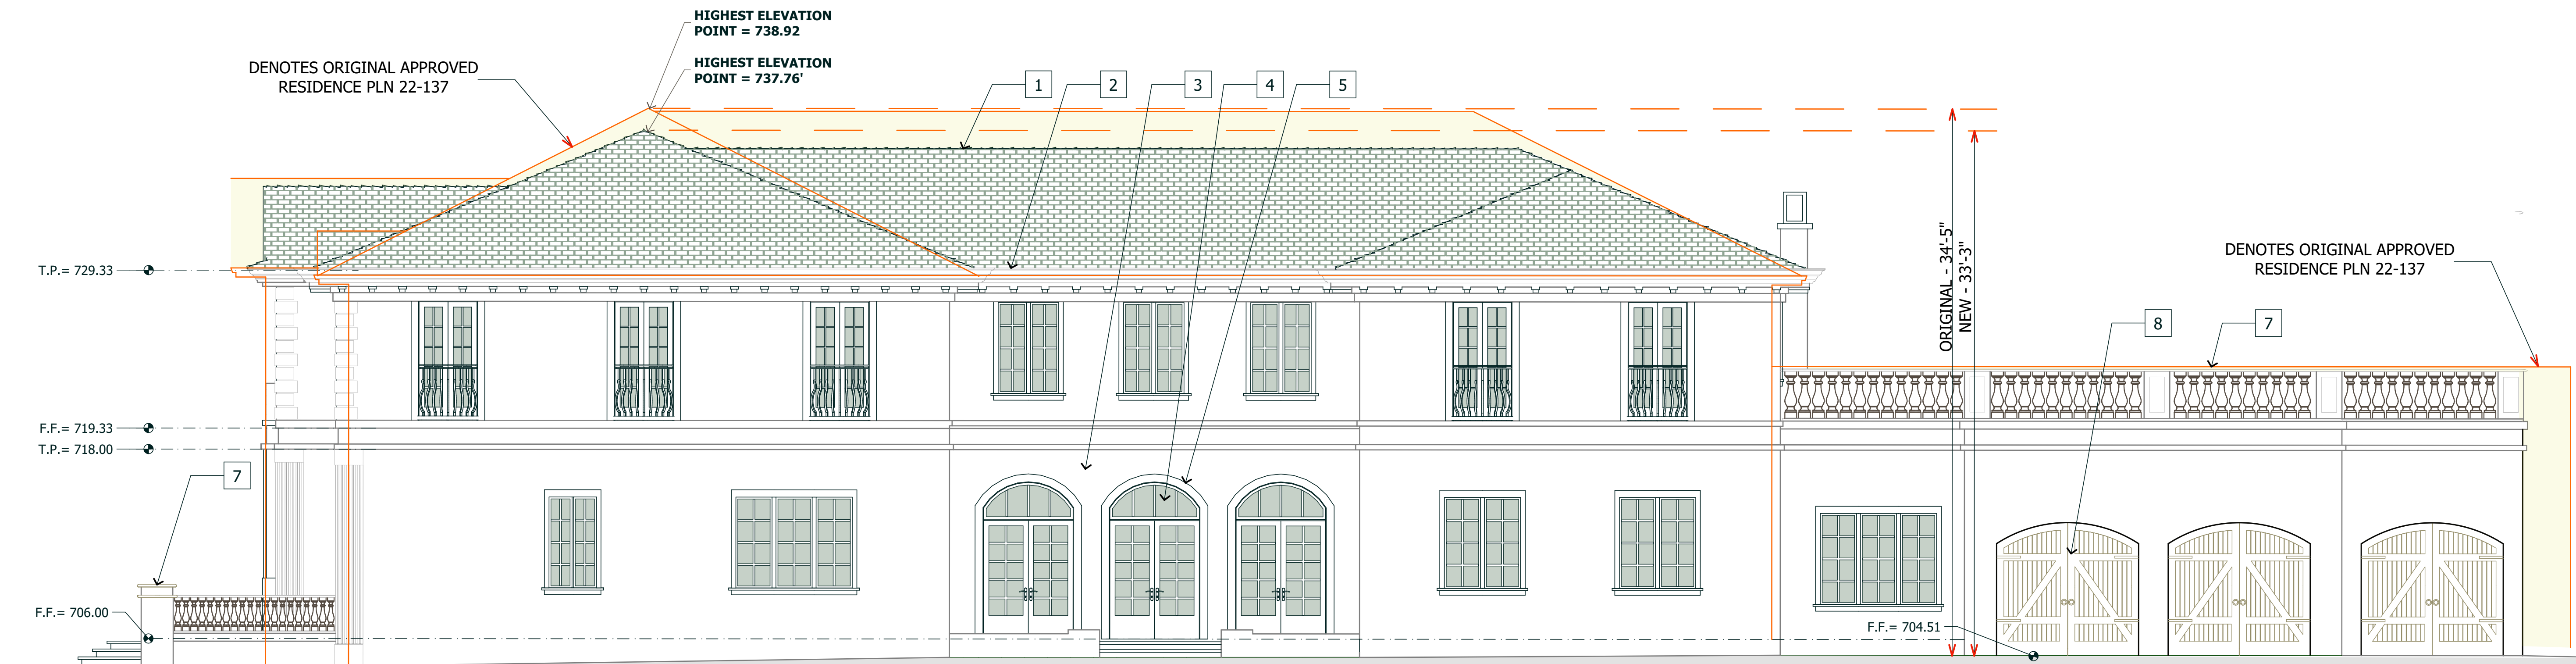 HIGHEST ELEVATION
POINT = 738.92
HIGHEST ELEVATION
POINT = 737.76'
DENOTES ORIGINAL APPROVED
RESIDENCE PLN 22-137
1
2
3
4
5
T.P.= 729.33
ORIGINAL - 34'-5"
NEW - 33'-3"
DENOTES ORIGINAL APPROVED
RESIDENCE PLN 22-137
8
7
F.F.= 719.33
T.P.= 718.00
7
F.F.= 706.00
F.F.= 704.51